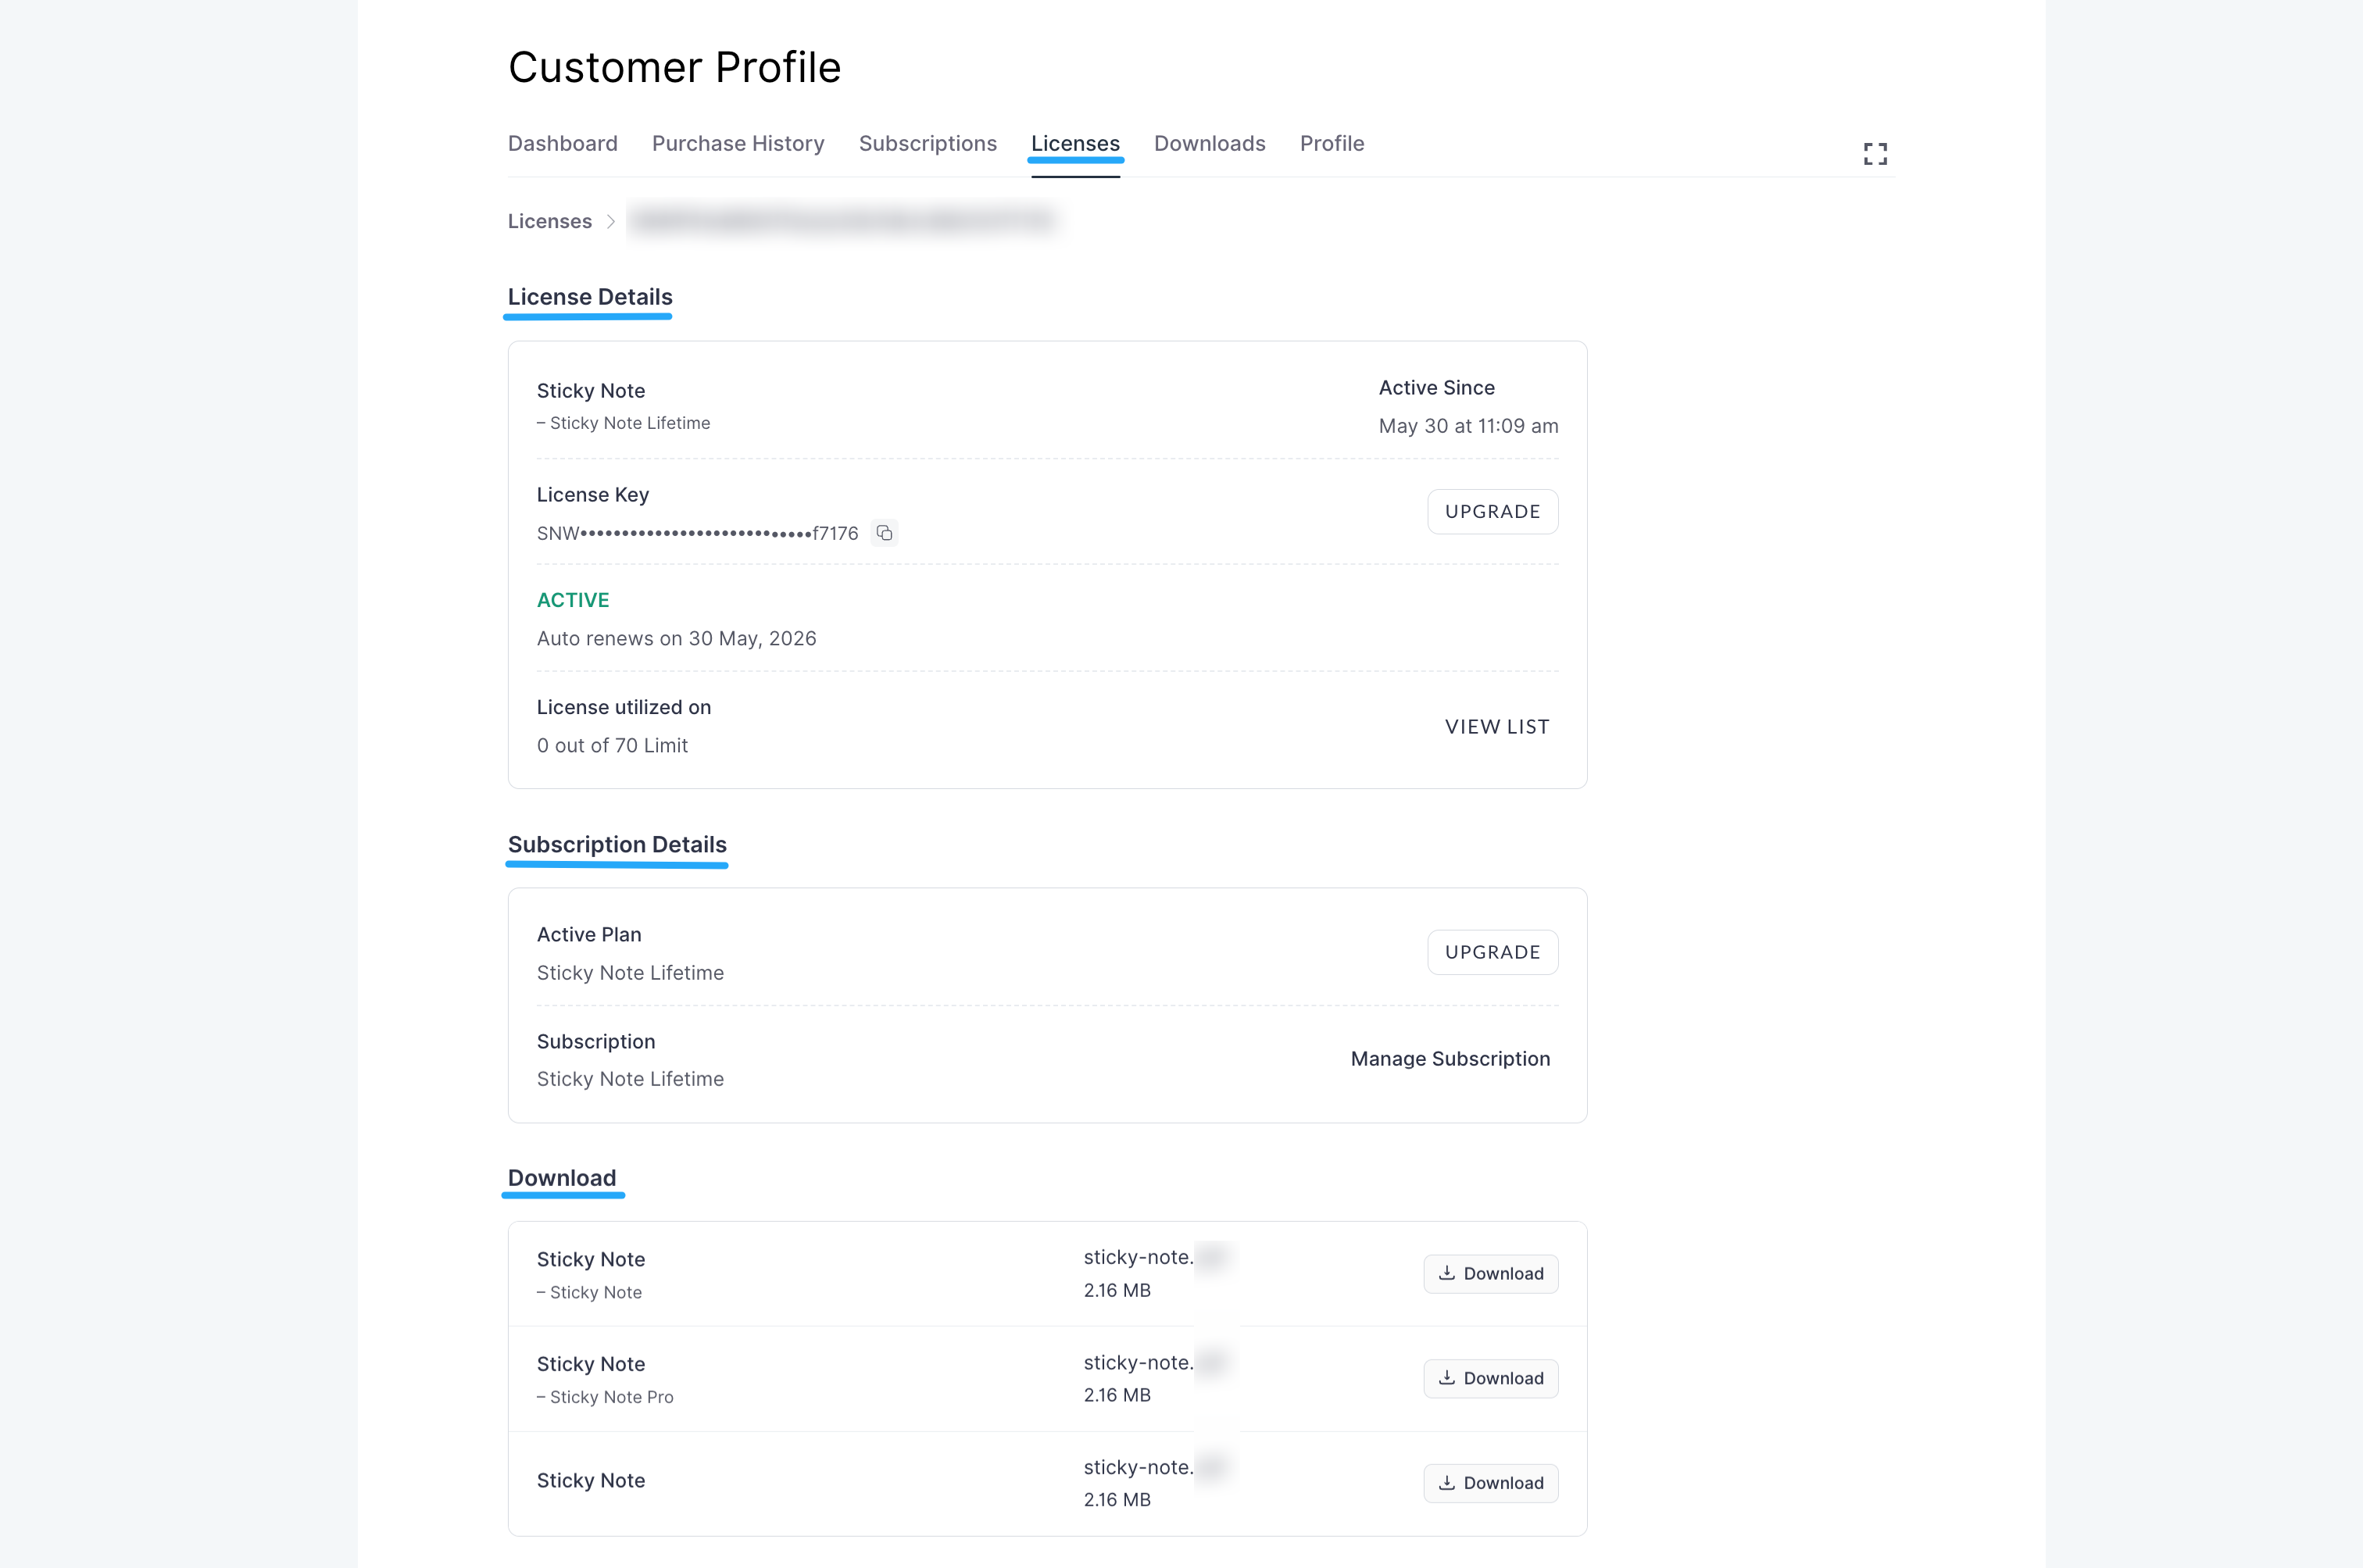 Customer Profile
Dashboard Purchase History Subscriptions Licenses Downloads Profile
Licenses >
License Details
Sticky Note
– Sticky Note Lifetime
Active Since
May 30 at 11:09 am
License Key
SNW••••••••••••••••••••••••••••f7176
UPGRADE
ACTIVE
Auto renews on 30 May, 2026
License utilized on
0 out of 70 Limit
VIEW LIST
Subscription Details
Active Plan
Sticky Note Lifetime
UPGRADE
Subscription
Sticky Note Lifetime
Manage Subscription
Download
Sticky Note
– Sticky Note
sticky-note.
2.16 MB
Download
Sticky Note
– Sticky Note Pro
sticky-note.
2.16 MB
Download
Sticky Note
sticky-note.
2.16 MB
Download